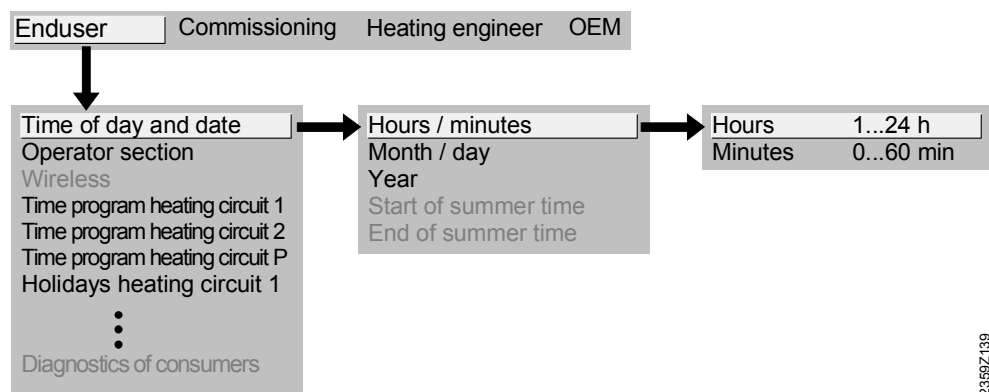 Enduser Commissioning Heating engineer OEM
Time of day and date
Operator section
Wireless
Time program heating circuit 1
Time program heating circuit 2
Time program heating circuit P
Holidays heating circuit 1
Diagnostics of consumers
Hours / minutes
Month / day
Year
Start of summer time
End of summer time
Hours 1...24 h
Minutes 0...60 min
2359Z139